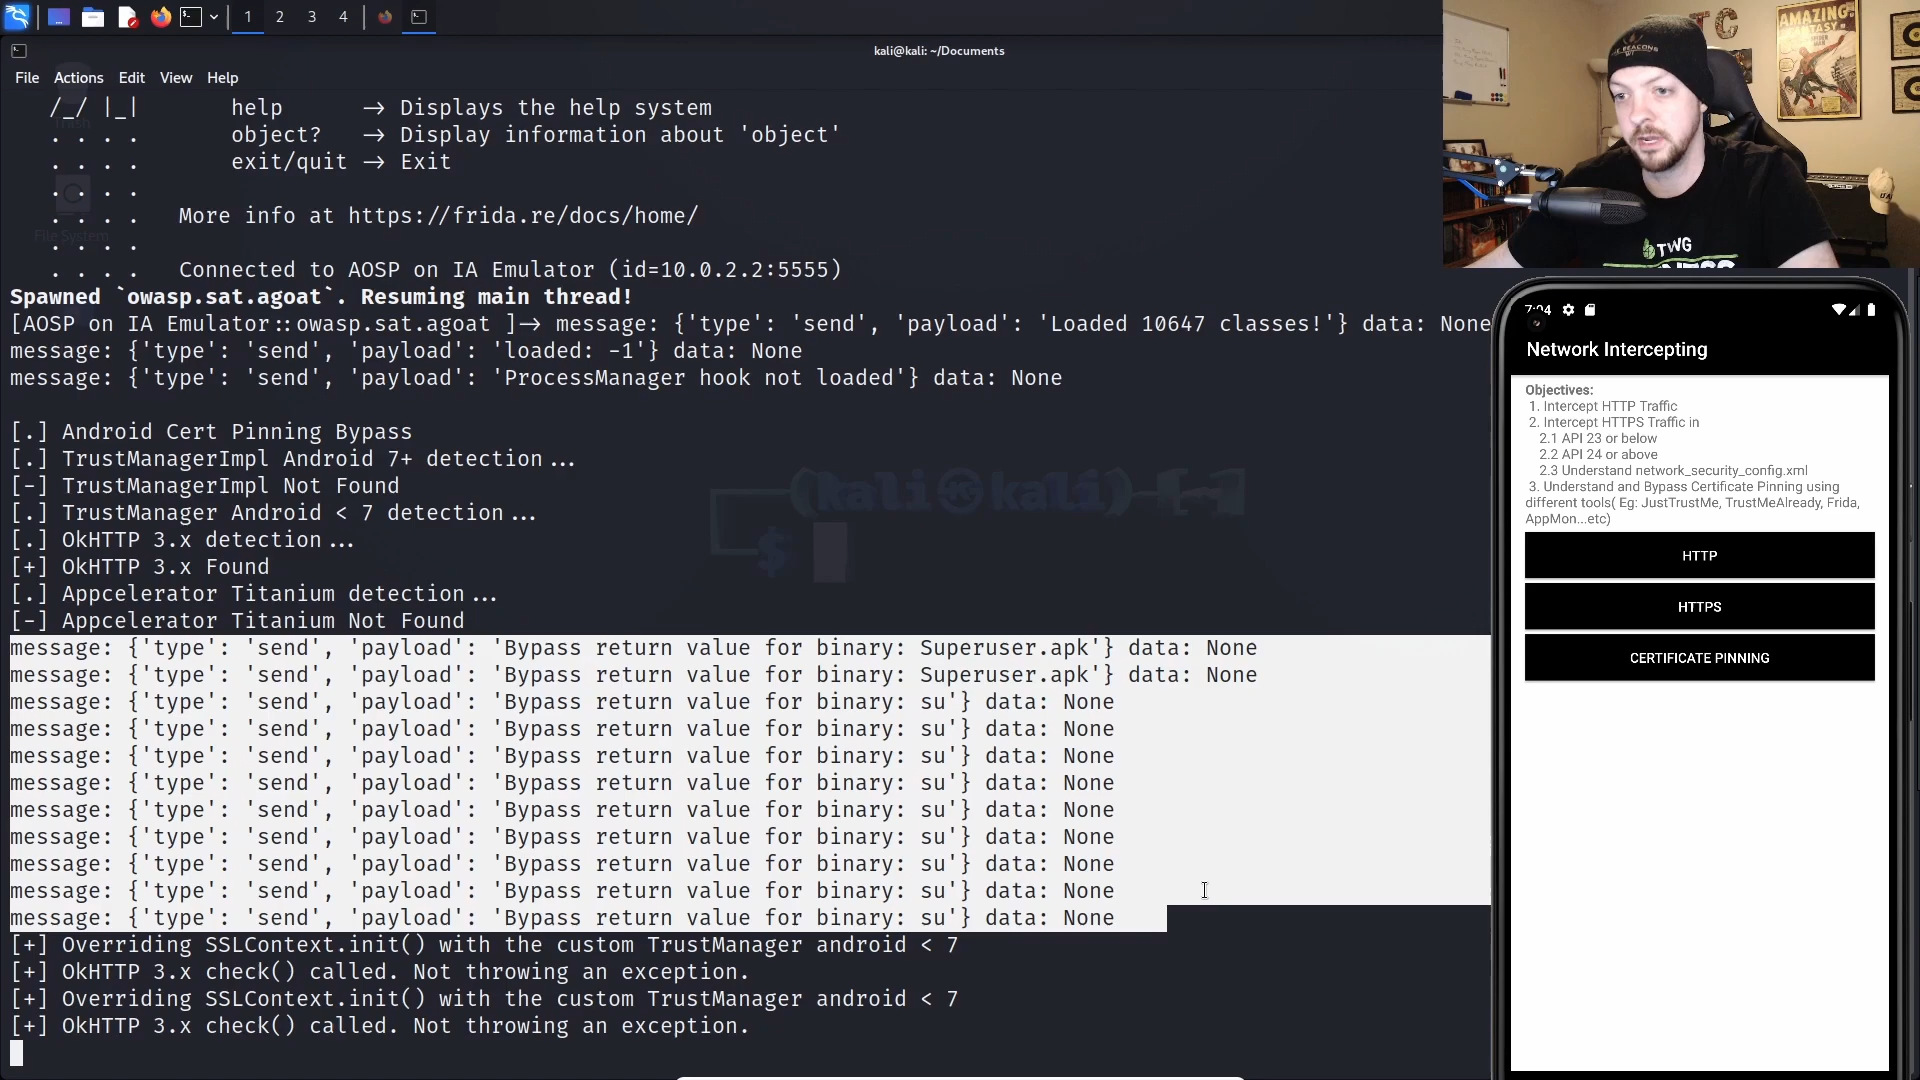 1 2 3 4
kali@kali: ~/Documents
File Actions Edit View Help
/_/ |_| help -> Displays the help system
. . . . object? -> Display information about 'object'
. . . . exit/quit -> Exit
. . . .
. . . . More info at https://frida.re/docs/home/
. . . .
. . . . Connected to AOSP on IA Emulator (id=10.0.2.2:5555)
Spawned `owasp.sat.agoat`. Resuming main thread!
[AOSP on IA Emulator::owasp.sat.agoat ]-> message: {'type': 'send', 'payload': 'Loaded 10647 classes!'} data: None
message: {'type': 'send', 'payload': 'loaded: -1'} data: None
message: {'type': 'send', 'payload': 'ProcessManager hook not loaded'} data: None
[.] Android Cert Pinning Bypass
[.] TrustManagerImpl Android 7+ detection...
[-] TrustManagerImpl Not Found
[.] TrustManager Android < 7 detection...
[.] OkHTTP 3.x detection...
[+] OkHTTP 3.x Found
[.] Appcelerator Titanium detection...
[-] Appcelerator Titanium Not Found
message: {'type': 'send', 'payload': 'Bypass return value for binary: Superuser.apk'} data: None
message: {'type': 'send', 'payload': 'Bypass return value for binary: Superuser.apk'} data: None
message: {'type': 'send', 'payload': 'Bypass return value for binary: su'} data: None
message: {'type': 'send', 'payload': 'Bypass return value for binary: su'} data: None
message: {'type': 'send', 'payload': 'Bypass return value for binary: su'} data: None
message: {'type': 'send', 'payload': 'Bypass return value for binary: su'} data: None
message: {'type': 'send', 'payload': 'Bypass return value for binary: su'} data: None
message: {'type': 'send', 'payload': 'Bypass return value for binary: su'} data: None
message: {'type': 'send', 'payload': 'Bypass return value for binary: su'} data: None
message: {'type': 'send', 'payload': 'Bypass return value for binary: su'} data: None
message: {'type': 'send', 'payload': 'Bypass return value for binary: su'} data: None
[+] Overriding SSLContext.init() with the custom TrustManager android < 7
[+] OkHTTP 3.x check() called. Not throwing an exception.
[+] Overriding SSLContext.init() with the custom TrustManager android < 7
[+] OkHTTP 3.x check() called. Not throwing an exception.
Trash
File System
(kali㉿kali)-[~]
$
TC
AMAZING
FANTASY
TWG
7:04
Network Intercepting
Objectives:
1. Intercept HTTP Traffic
2. Intercept HTTPS Traffic in
2.1 API 23 or below
2.2 API 24 or above
2.3 Understand network_security_config.xml
3. Understand and Bypass Certificate Pinning using
different tools( Eg: JustTrustMe, TrustMeAlready, Frida,
AppMon...etc)
HTTP
HTTPS
CERTIFICATE PINNING